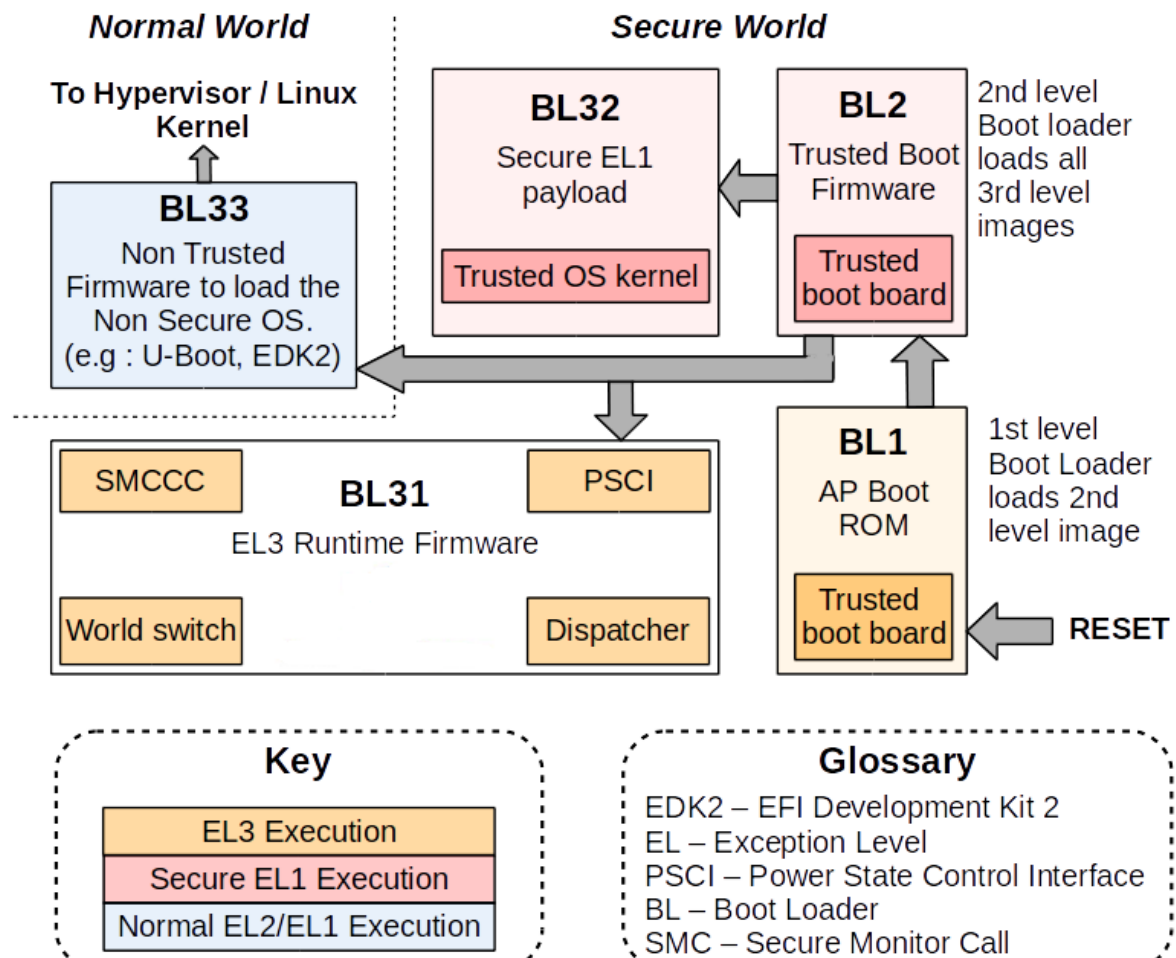 Normal World
Secure World
To Hypervisor / Linux
Kernel
BL33
Non Trusted
Firmware to load the
Non Secure OS.
(e.g : U-Boot, EDK2)
BL32
Secure EL1
payload
Trusted OS kernel
BL2
Trusted Boot
Firmware
Trusted
boot board
2nd level
Boot loader
loads all
3rd level
images
SMCCC
PSCI
BL31
EL3 Runtime Firmware
World switch
Dispatcher
BL1
AP Boot
ROM
Trusted
boot board
1st level
Boot Loader
loads 2nd
level image
RESET
Key
EL3 Execution
Secure EL1 Execution
Normal EL2/EL1 Execution
Glossary
EDK2 – EFI Development Kit 2
EL – Exception Level
PSCI – Power State Control Interface
BL – Boot Loader
SMC – Secure Monitor Call